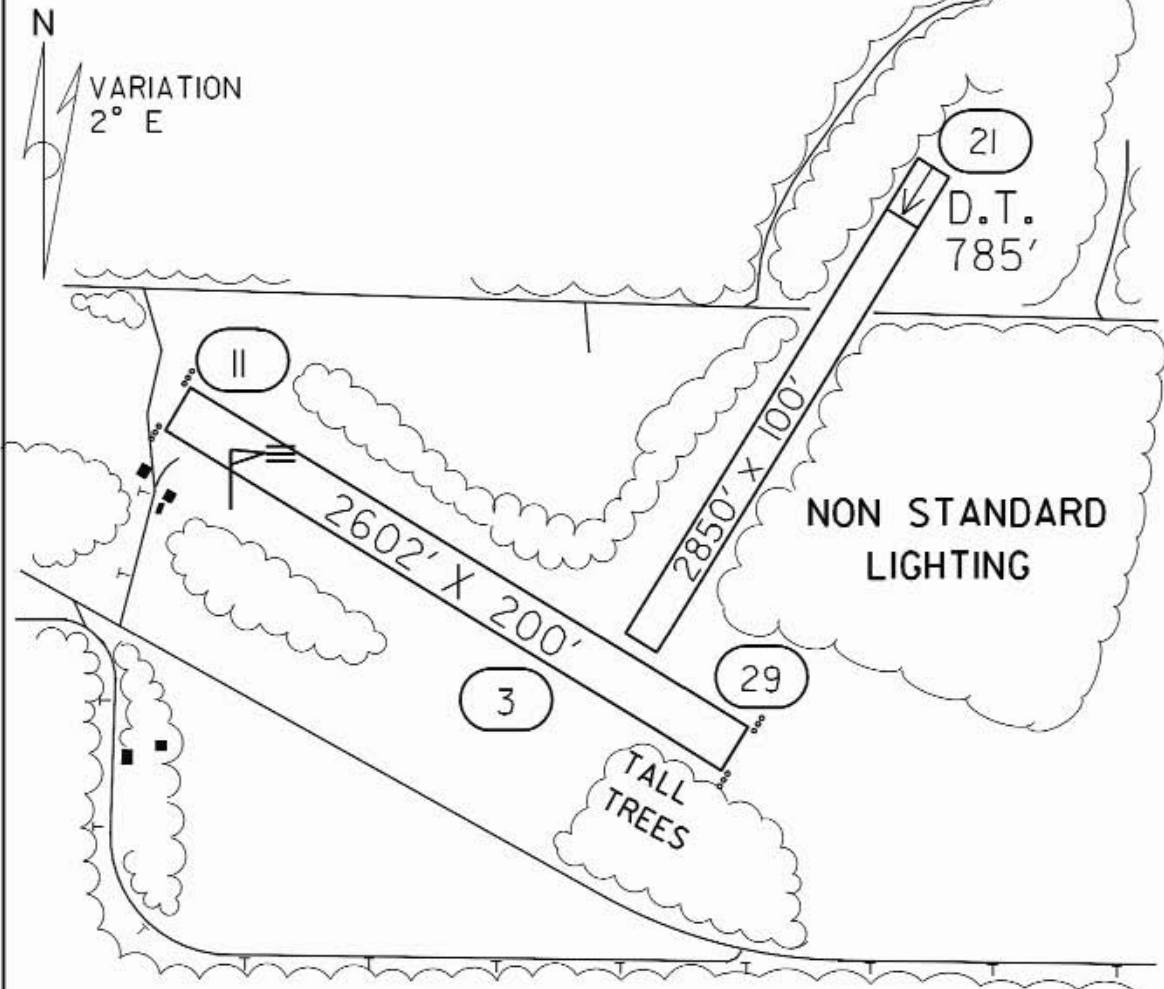 N
VARIATION
2° E
21
D.T.
785'
11
2850' X 100'
2602' X 200'
NON STANDARD
LIGHTING
29
3
TALL
TREES